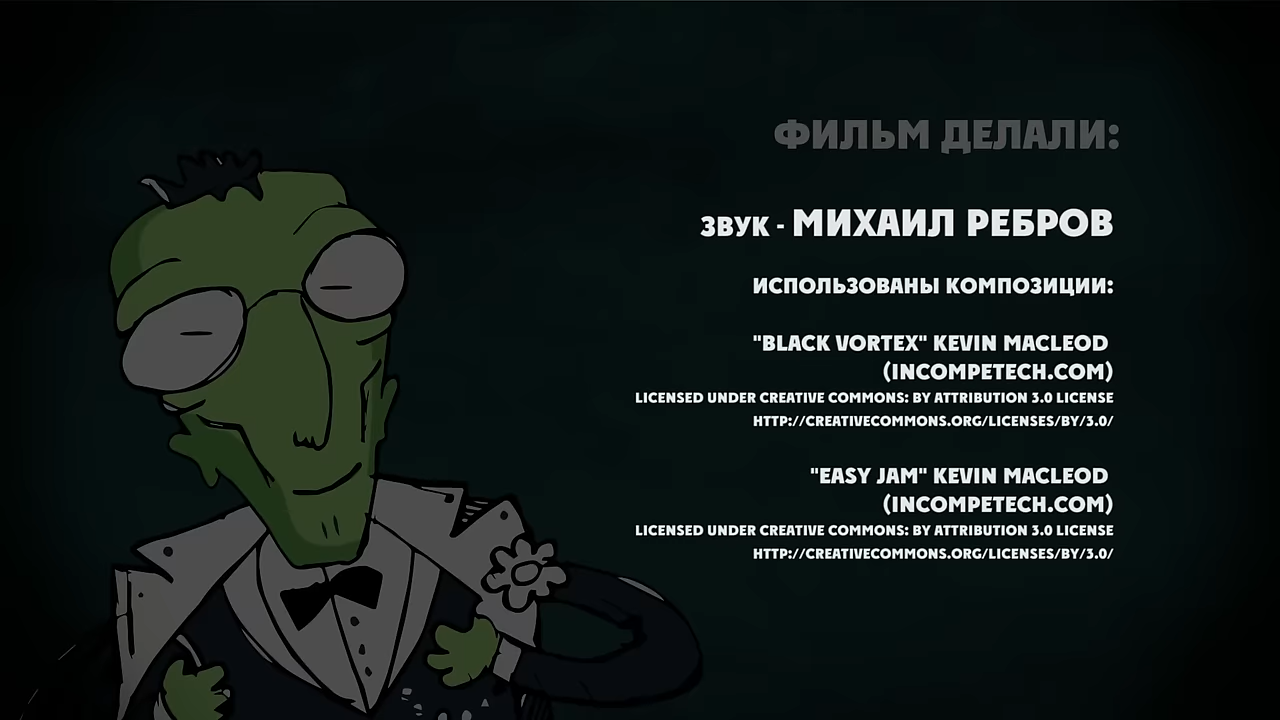 ФИЛЬМ ДЕЛАЛИ:
ЗВУК - МИХАИЛ РЕБРОВ
ИСПОЛЬЗОВАНЫ КОМПОЗИЦИИ:
"BLACK VORTEX" KEVIN MACLEOD
(INCOMPETECH.COM)
LICENSED UNDER CREATIVE COMMONS: BY ATTRIBUTION 3.0 LICENSE
HTTP://CREATIVECOMMONS.ORG/LICENSES/BY/3.0/
"EASY JAM" KEVIN MACLEOD
(INCOMPETECH.COM)
LICENSED UNDER CREATIVE COMMONS: BY ATTRIBUTION 3.0 LICENSE
HTTP://CREATIVECOMMONS.ORG/LICENSES/BY/3.0/